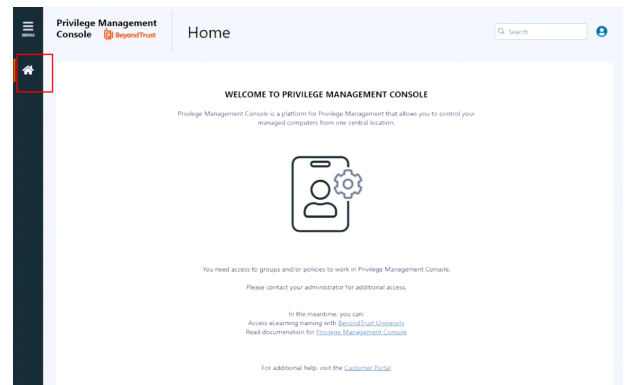 MENU
Privilege Management
Console BeyondTrust
Home
Search
WELCOME TO PRIVILEGE MANAGEMENT CONSOLE
Privilege Management Console is a platform for Privilege Management that allows you to control your
managed computers from one central location.
You need access to groups and/or policies to work in Privilege Management Console.
Please contact your administrator for additional access.
In the meantime, you can:
Access eLearning training with BeyondTrust University
Read documenation for Privilege Management Console
For additional help, visit the Customer Portal